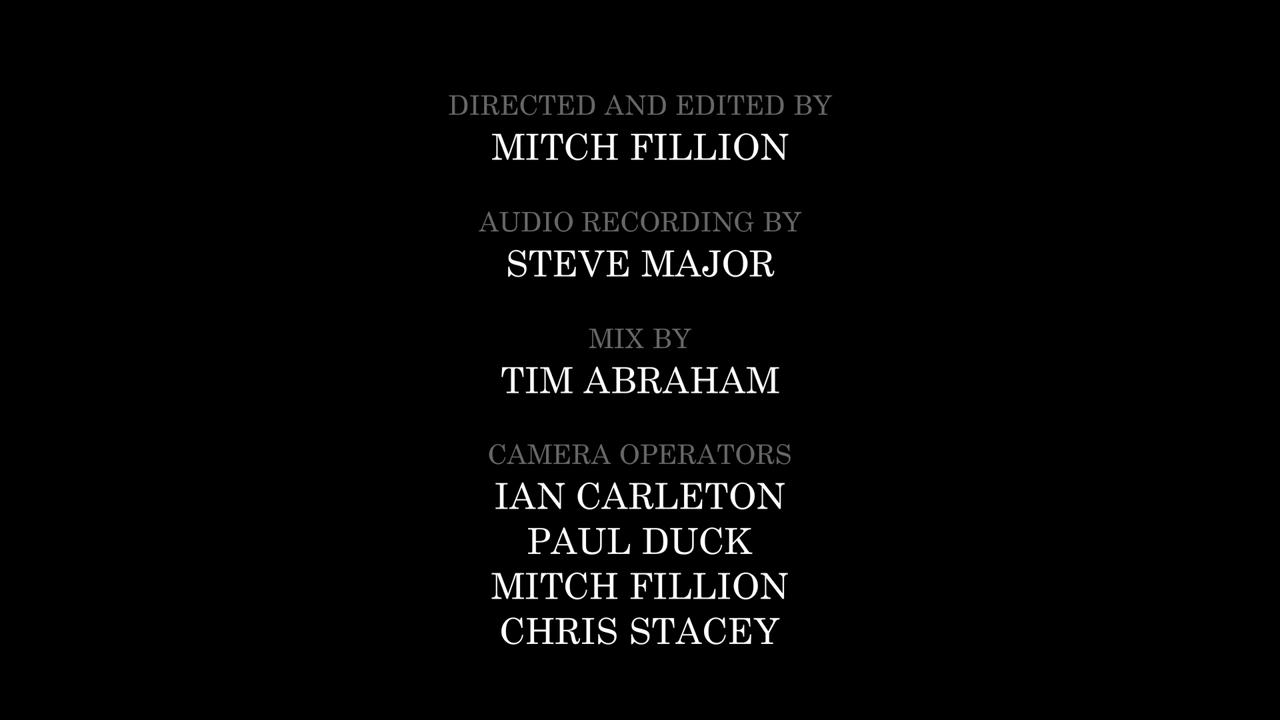 DIRECTED AND EDITED BY
MITCH FILLION
AUDIO RECORDING BY
STEVE MAJOR
MIX BY
TIM ABRAHAM
CAMERA OPERATORS
IAN CARLETON
PAUL DUCK
MITCH FILLION
CHRIS STACEY